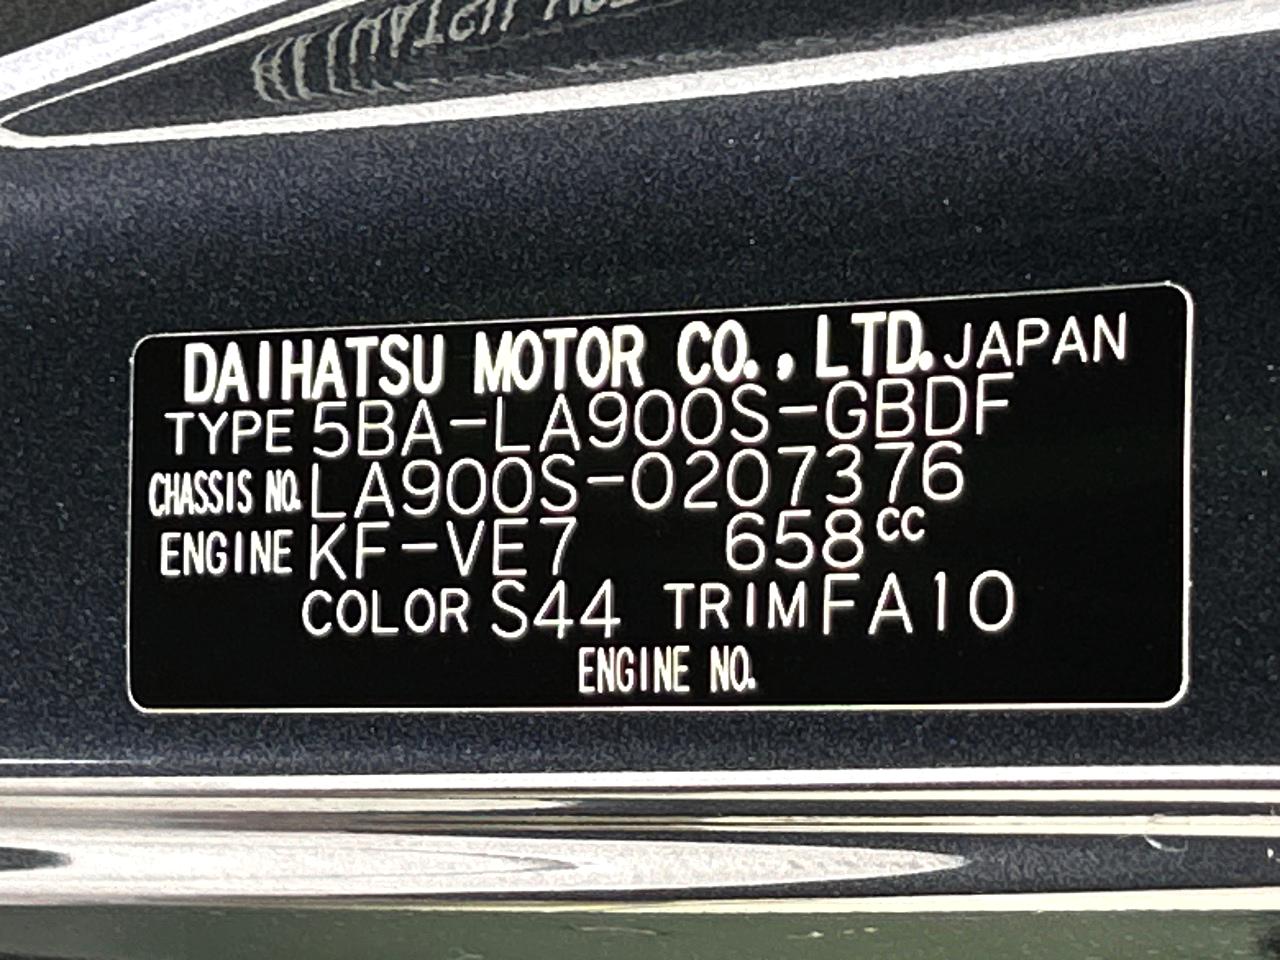 DAIHATSU MOTOR CO., LTD. JAPAN
TYPE 5BA-LA900S-GBDF
CHASSIS NO. LA900S-0207376
ENGINE KF-VE7 658cc
COLOR S44 TRIM FA10
ENGINE NO.